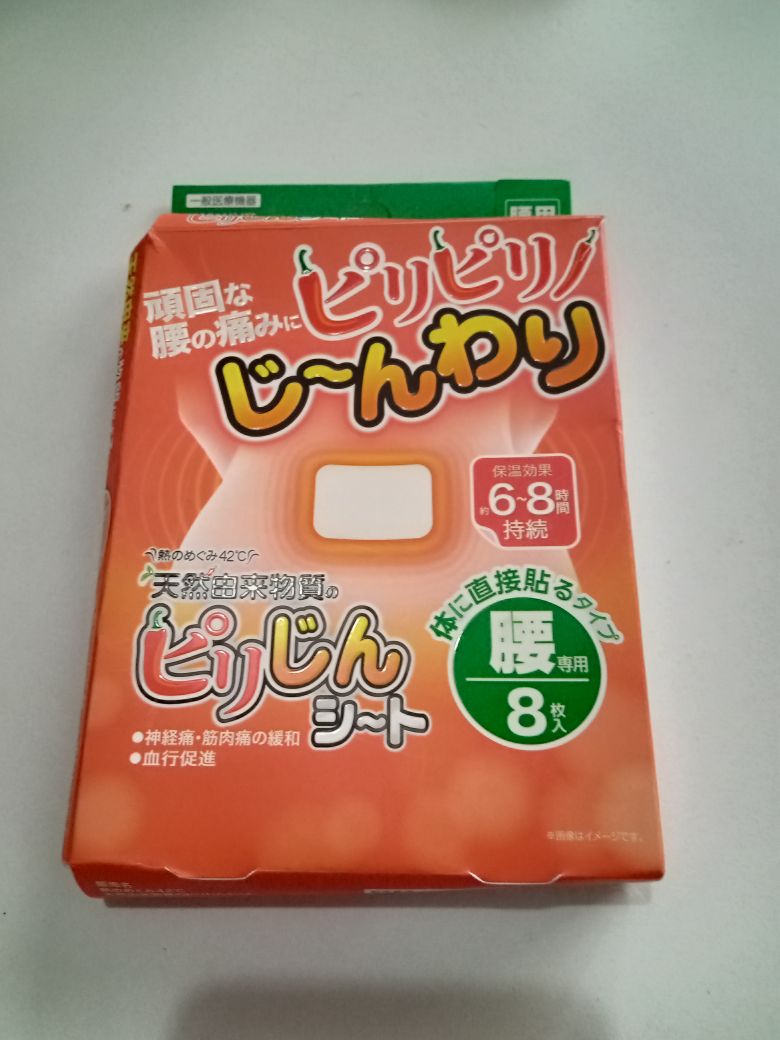 一般医療機器
腰用
頑固な
腰の痛みに
ピリピリ
じ〜んわり
保温効果
約6~8時間
持続
熱のめぐみ42℃
天然由来物質の
ピリじん
シ〜ト
●神経痛・筋肉痛の緩和
●血行促進
体に直接貼るタイプ
腰専用
8枚入
※画像はイメージです。